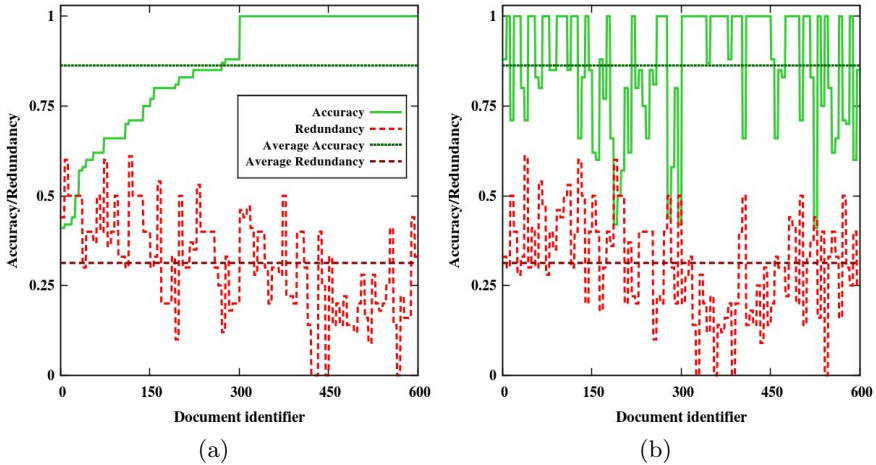 1
0.75
0.5
0.25
0
Accuracy/Redundancy
Accuracy
Redundancy
Average Accuracy
Average Redundancy
0 150 300 450 600
Document identifier
(a)
1
0.75
0.5
0.25
0
Accuracy/Redundancy
0 150 300 450 600
Document identifier
(b)